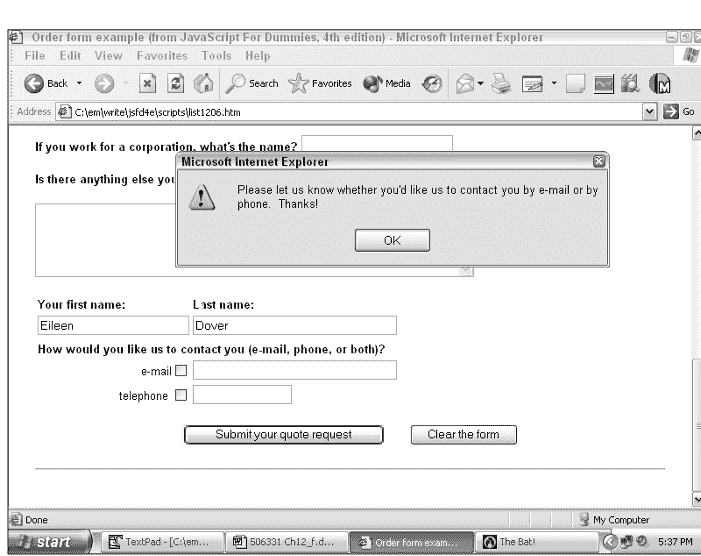 Order form example (from JavaScript For Dummies, 4th edition) - Microsoft Internet Explorer
File Edit View Favorites Tools Help
Back Search Favorites Media
Address C:\em\write\jsfd4e\scripts\list1206.htm Go
If you work for a corporation, what's the name?
Microsoft Internet Explorer
Is there anything else you
Please let us know whether you'd like us to contact you by e-mail or by
phone. Thanks!
OK
Your first name: Last name:
Eileen Dover
How would you like us to contact you (e-mail, phone, or both)?
e-mail
telephone
Submit your quote request Clear the form
Done My Computer
start TextPad - [C:\em... 506331 Ch12_f.d... Order form exam... The Bat! 5:37 PM